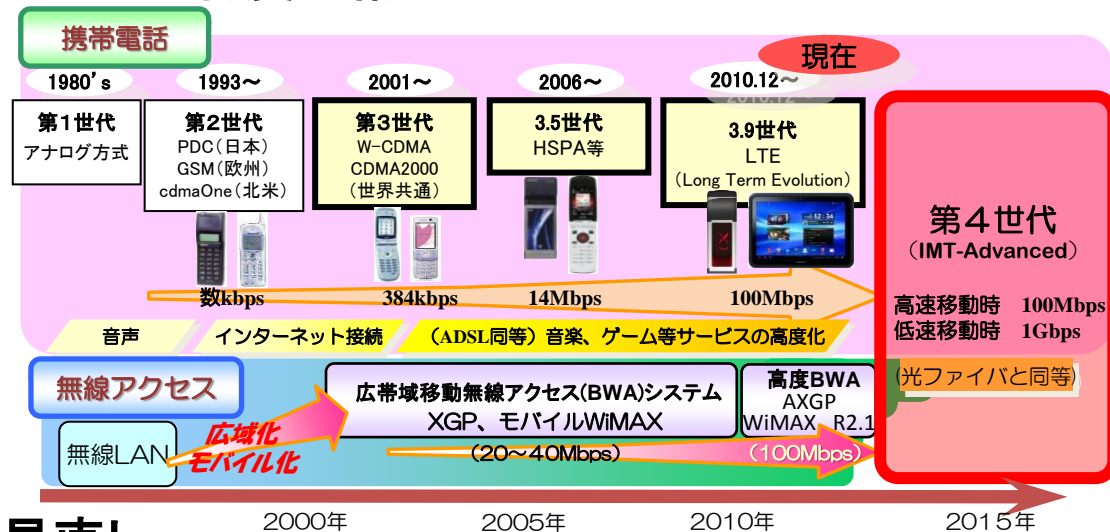 携帯電話
現在
1980's
1993~
2001~
2006~
2010.12~
第1世代
アナログ方式
第2世代
PDC(日本)
GSM(欧州)
cdmaOne(北米)
第3世代
W-CDMA
CDMA2000
(世界共通)
3.5世代
HSPA等
3.9世代
LTE
(Long Term Evolution)
第4世代
(IMT-Advanced)
高速移動時 100Mbps
低速移動時 1Gbps
(光ファイバと同等)
数kbps
384kbps
14Mbps
100Mbps
音声
インターネット接続
(ADSL同等)音楽、ゲーム等サービスの高度化
無線アクセス
無線LAN
広域化
モバイル化
広帯域移動無線アクセス(BWA)システム
XGP、モバイルWiMAX
(20~40Mbps)
高度BWA
AXGP
WiMAX R2.1
(100Mbps)
2000年
2005年
2010年
2015年